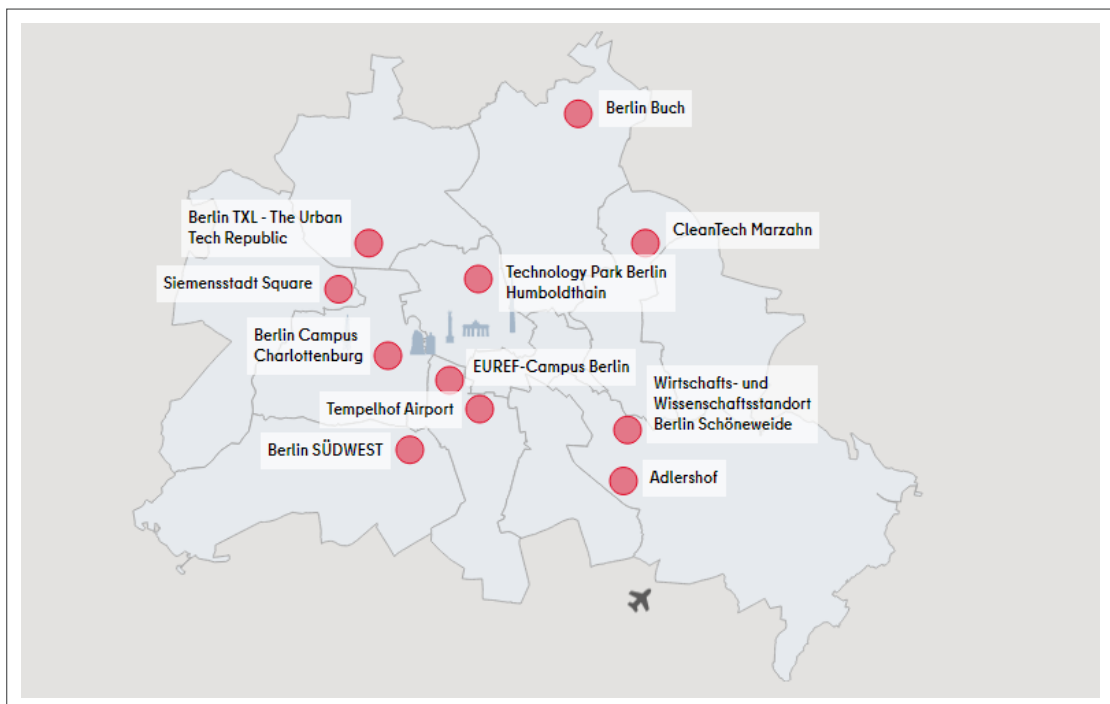 Berlin Buch
Berlin TXL - The Urban
Tech Republic
CleanTech Marzahn
Siemensstadt Square
Technology Park Berlin
Humboldthain
Berlin Campus
Charlottenburg
EUREF-Campus Berlin
Wirtschafts- und
Wissenschaftsstandort
Berlin Schöneweide
Tempelhof Airport
Berlin SÜDWEST
Adlershof